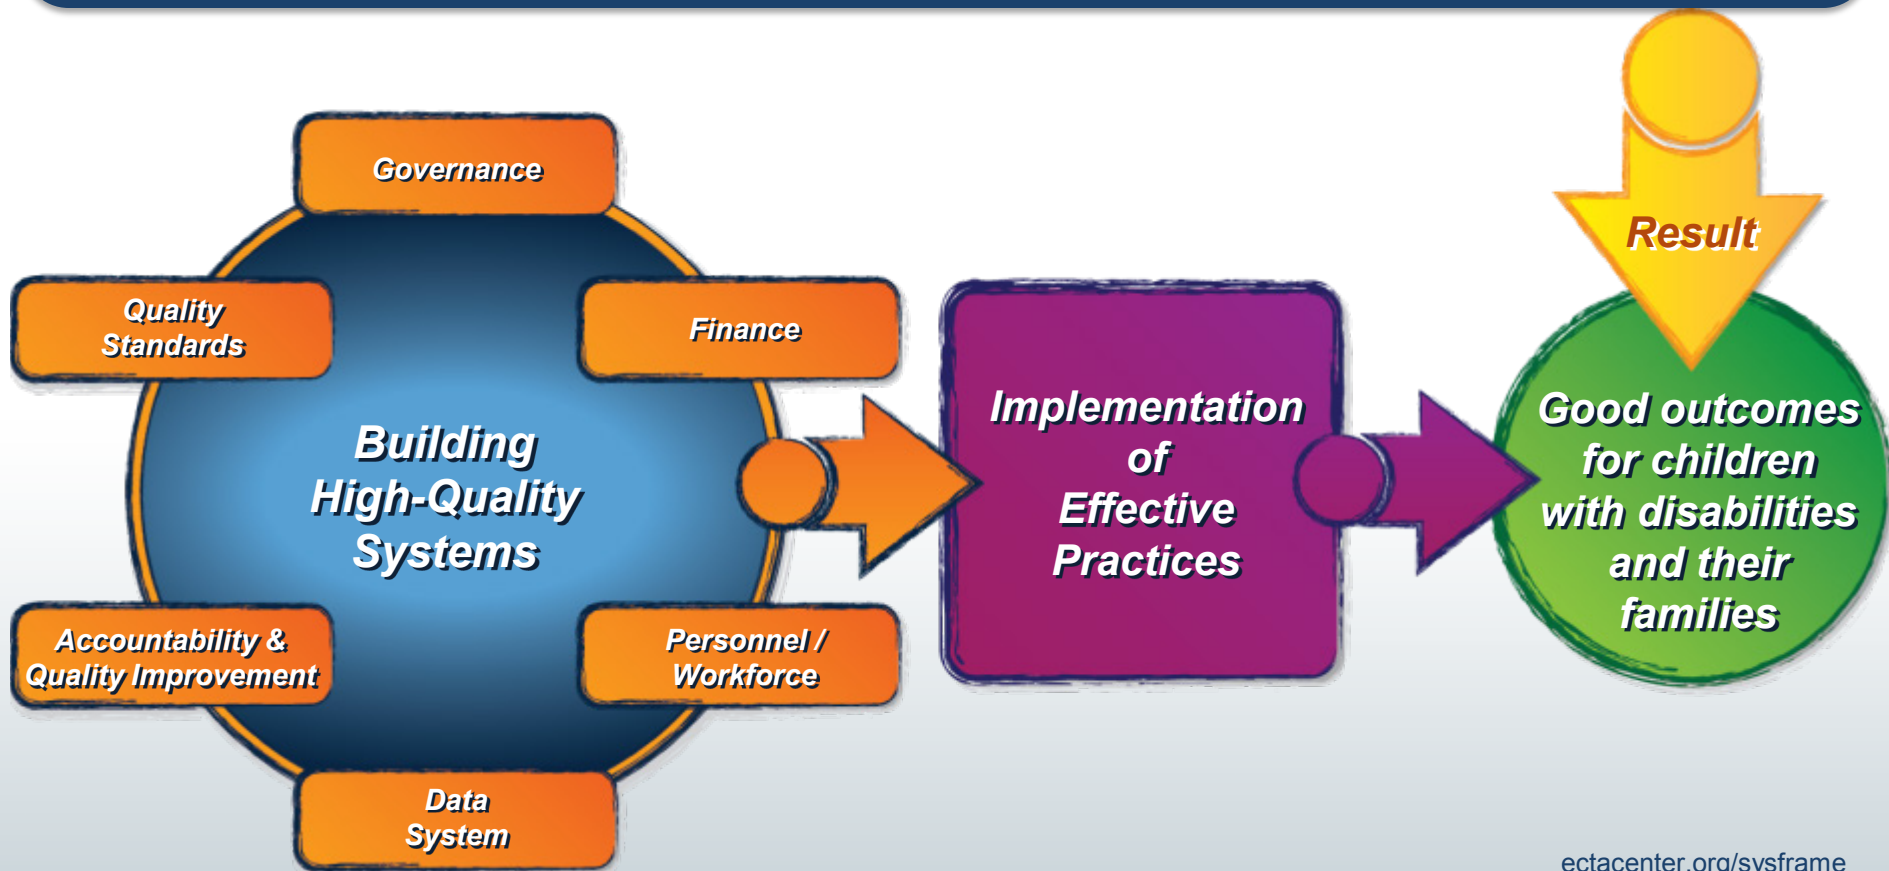 Governance
Quality
Standards
Finance
Building
High-Quality
Systems
Accountability &
Quality Improvement
Personnel /
Workforce
Data
System
Implementation
of
Effective
Practices
Result
Good outcomes
for children
with disabilities
and their
families
ectacenter.org/sysframe